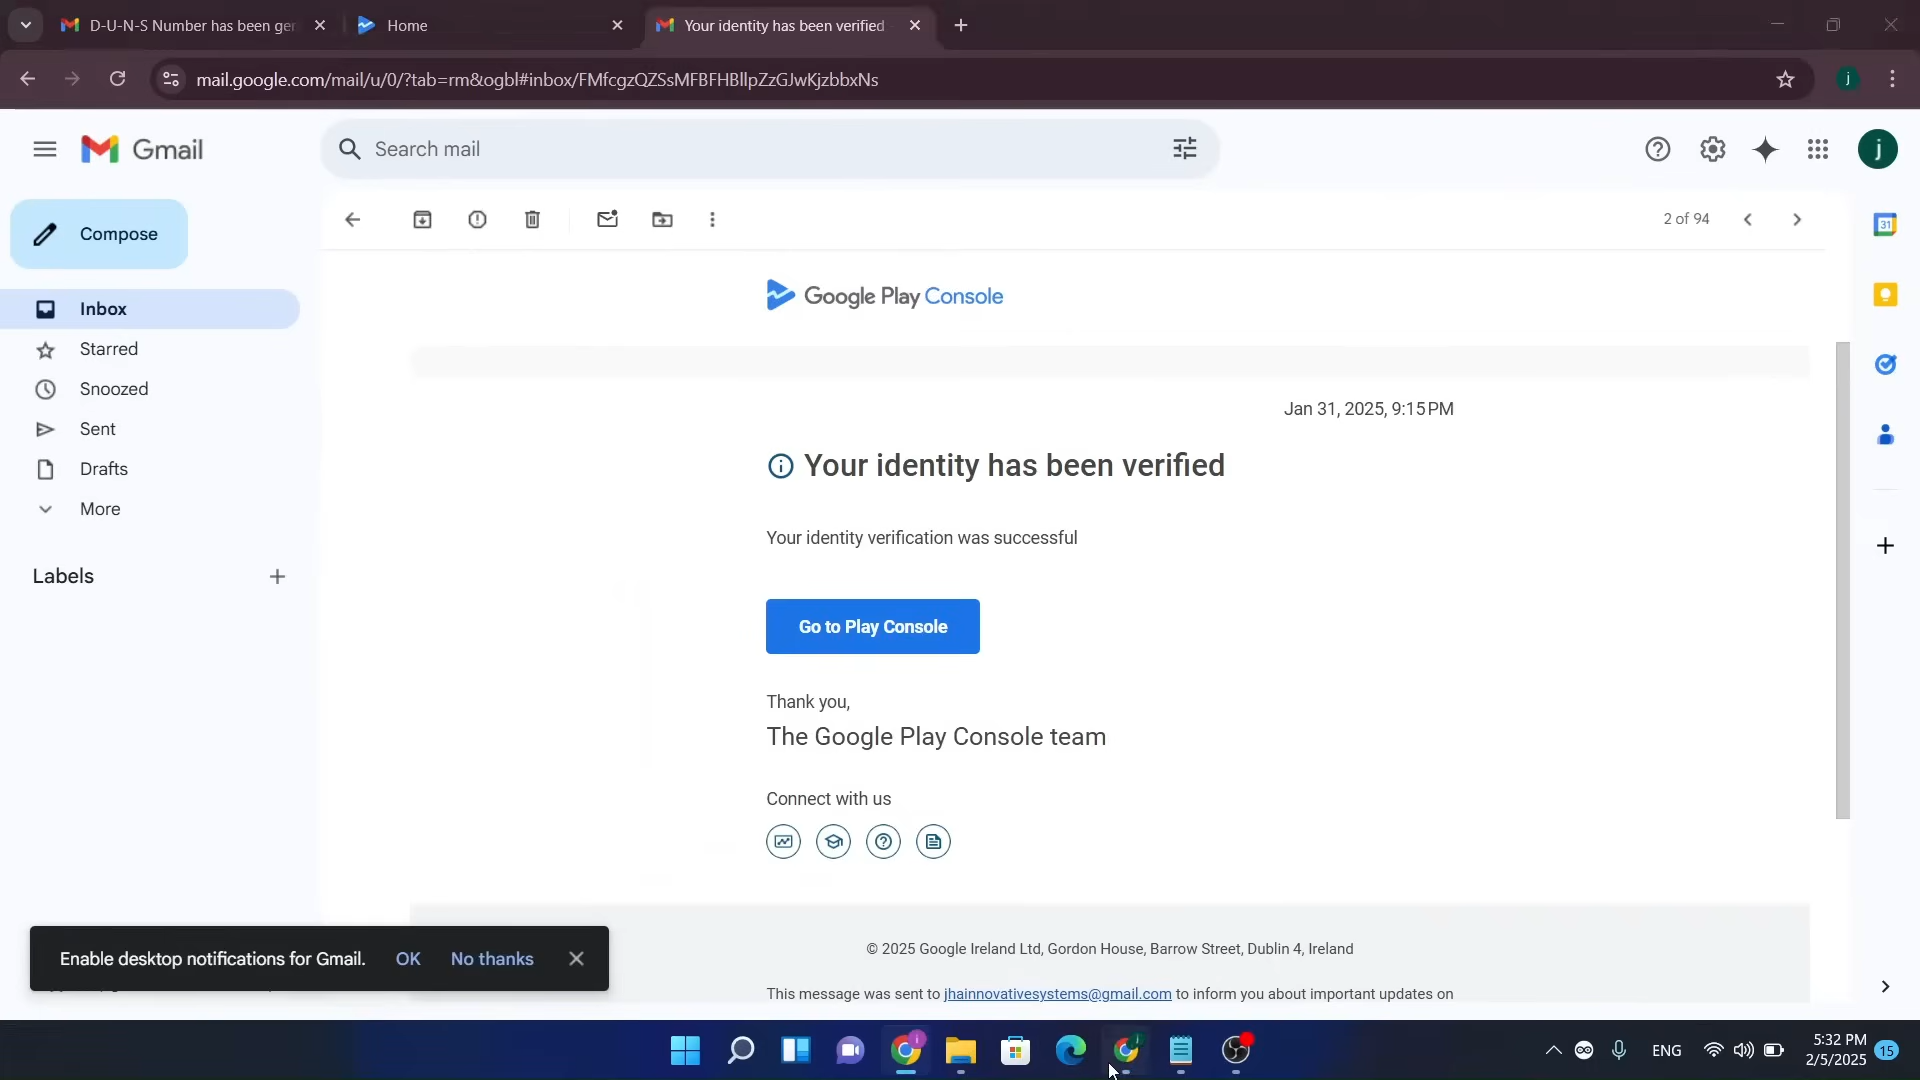 D-U-N-S Number has been ger
Home
Your identity has been verified
mail.google.com/mail/u/0/?tab=rm&ogbl#inbox/FMfcgzQZSsMFBFHBllpZzGJwKjzbbxNs
j
Gmail
Search mail
j
Compose
2 of 94
31
Google Play Console
Inbox
Starred
Snoozed
Sent
Drafts
More
Labels
Jan 31, 2025, 9:15 PM
Your identity has been verified
Your identity verification was successful
Go to Play Console
Thank you,
The Google Play Console team
Connect with us
© 2025 Google Ireland Ltd, Gordon House, Barrow Street, Dublin 4, Ireland
This message was sent to jhainnovativesystems@gmail.com to inform you about important updates on
Enable desktop notifications for Gmail.
OK
No thanks
ENG
5:32 PM
2/5/2025
15